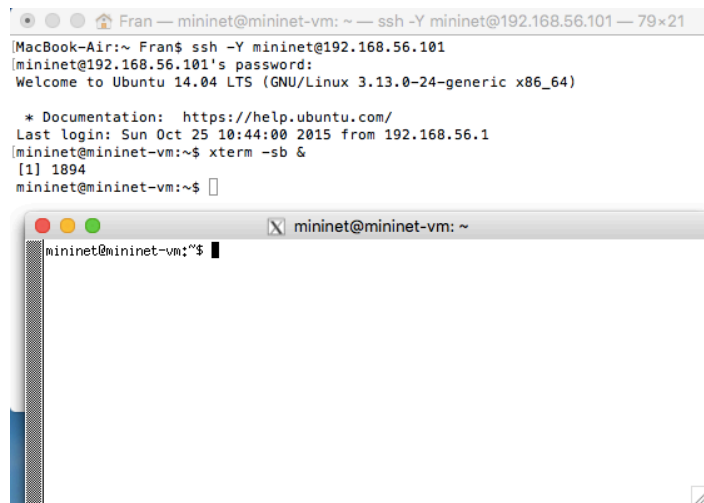 Fran — mininet@mininet-vm: ~ — ssh -Y mininet@192.168.56.101 — 79×21
[MacBook-Air:~ Fran$ ssh -Y mininet@192.168.56.101
[mininet@192.168.56.101's password:
Welcome to Ubuntu 14.04 LTS (GNU/Linux 3.13.0-24-generic x86_64)
* Documentation:  https://help.ubuntu.com/
Last login: Sun Oct 25 10:44:00 2015 from 192.168.56.1
[mininet@mininet-vm:~$ xterm -sb &
[1] 1894
mininet@mininet-vm:~$
X mininet@mininet-vm: ~
mininet@mininet-vm:~$